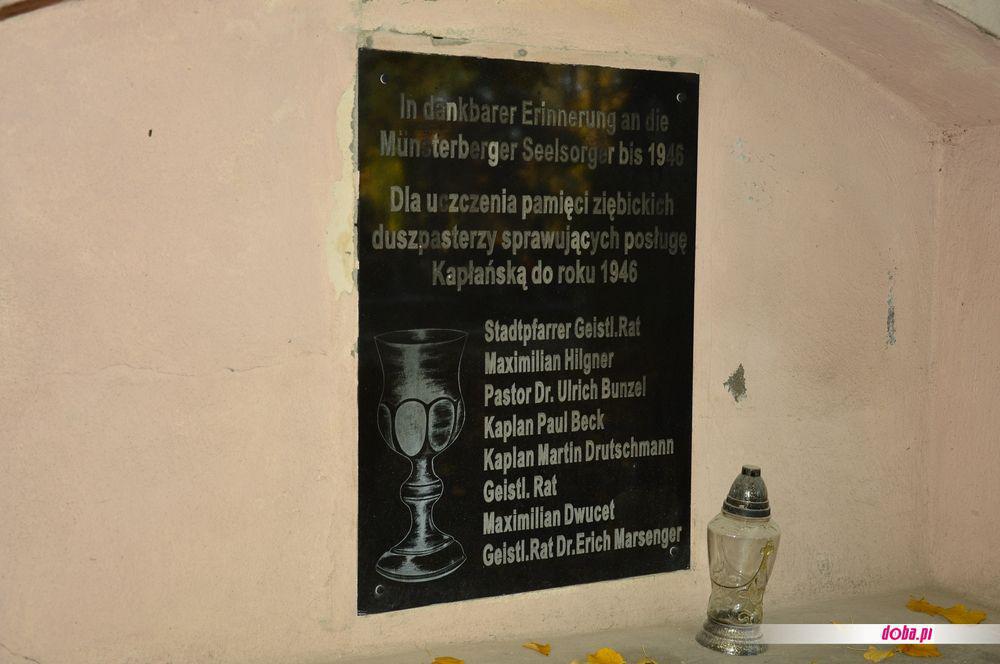 In dankbarer Erinnerung an die
Münsterberger Seelsorger bis 1946
Dla uczczenia pamięci ziębickich
duszpasterzy sprawujących posługę
Kapłańską do roku 1946
Stadtpfarrer Geistl.Rat
Maximilian Hilgner
Pastor Dr. Ulrich Bunzel
Kaplan Paul Beck
Kaplan Martin Drutschmann
Geistl. Rat
Maximilian Dwucet
Geistl.Rat Dr.Erich Marsenger
doba.pl